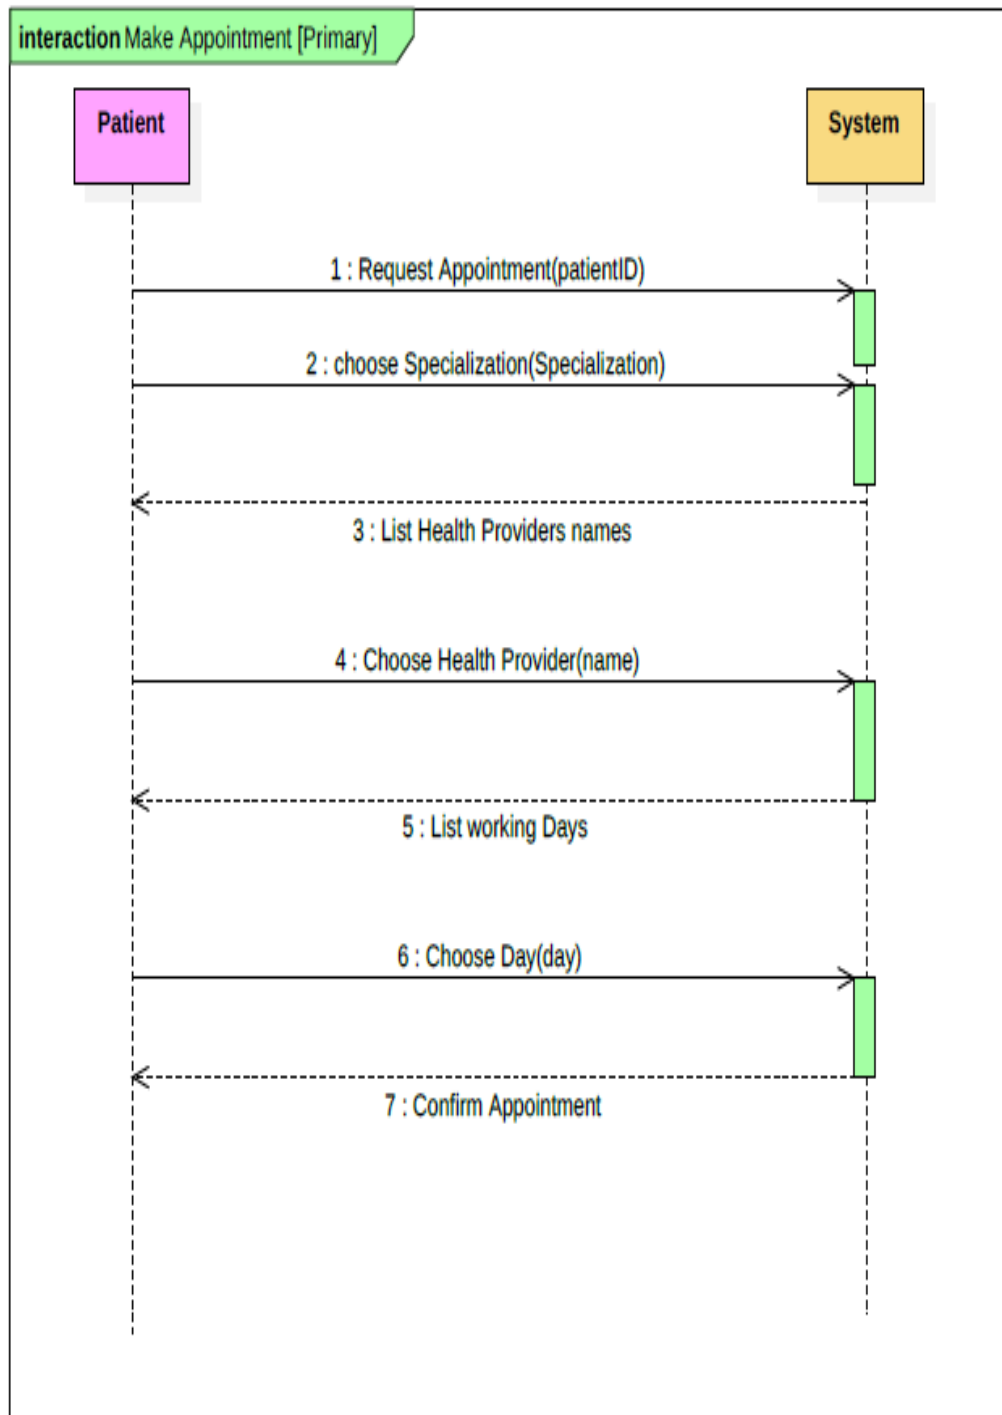 interaction Make Appointment [Primary]
Patient
System
1 : Request Appointment(patientID)
2 : choose Specialization(Specialization)
3 : List Health Providers names
4 : Choose Health Provider(name)
5 : List working Days
6 : Choose Day(day)
7 : Confirm Appointment